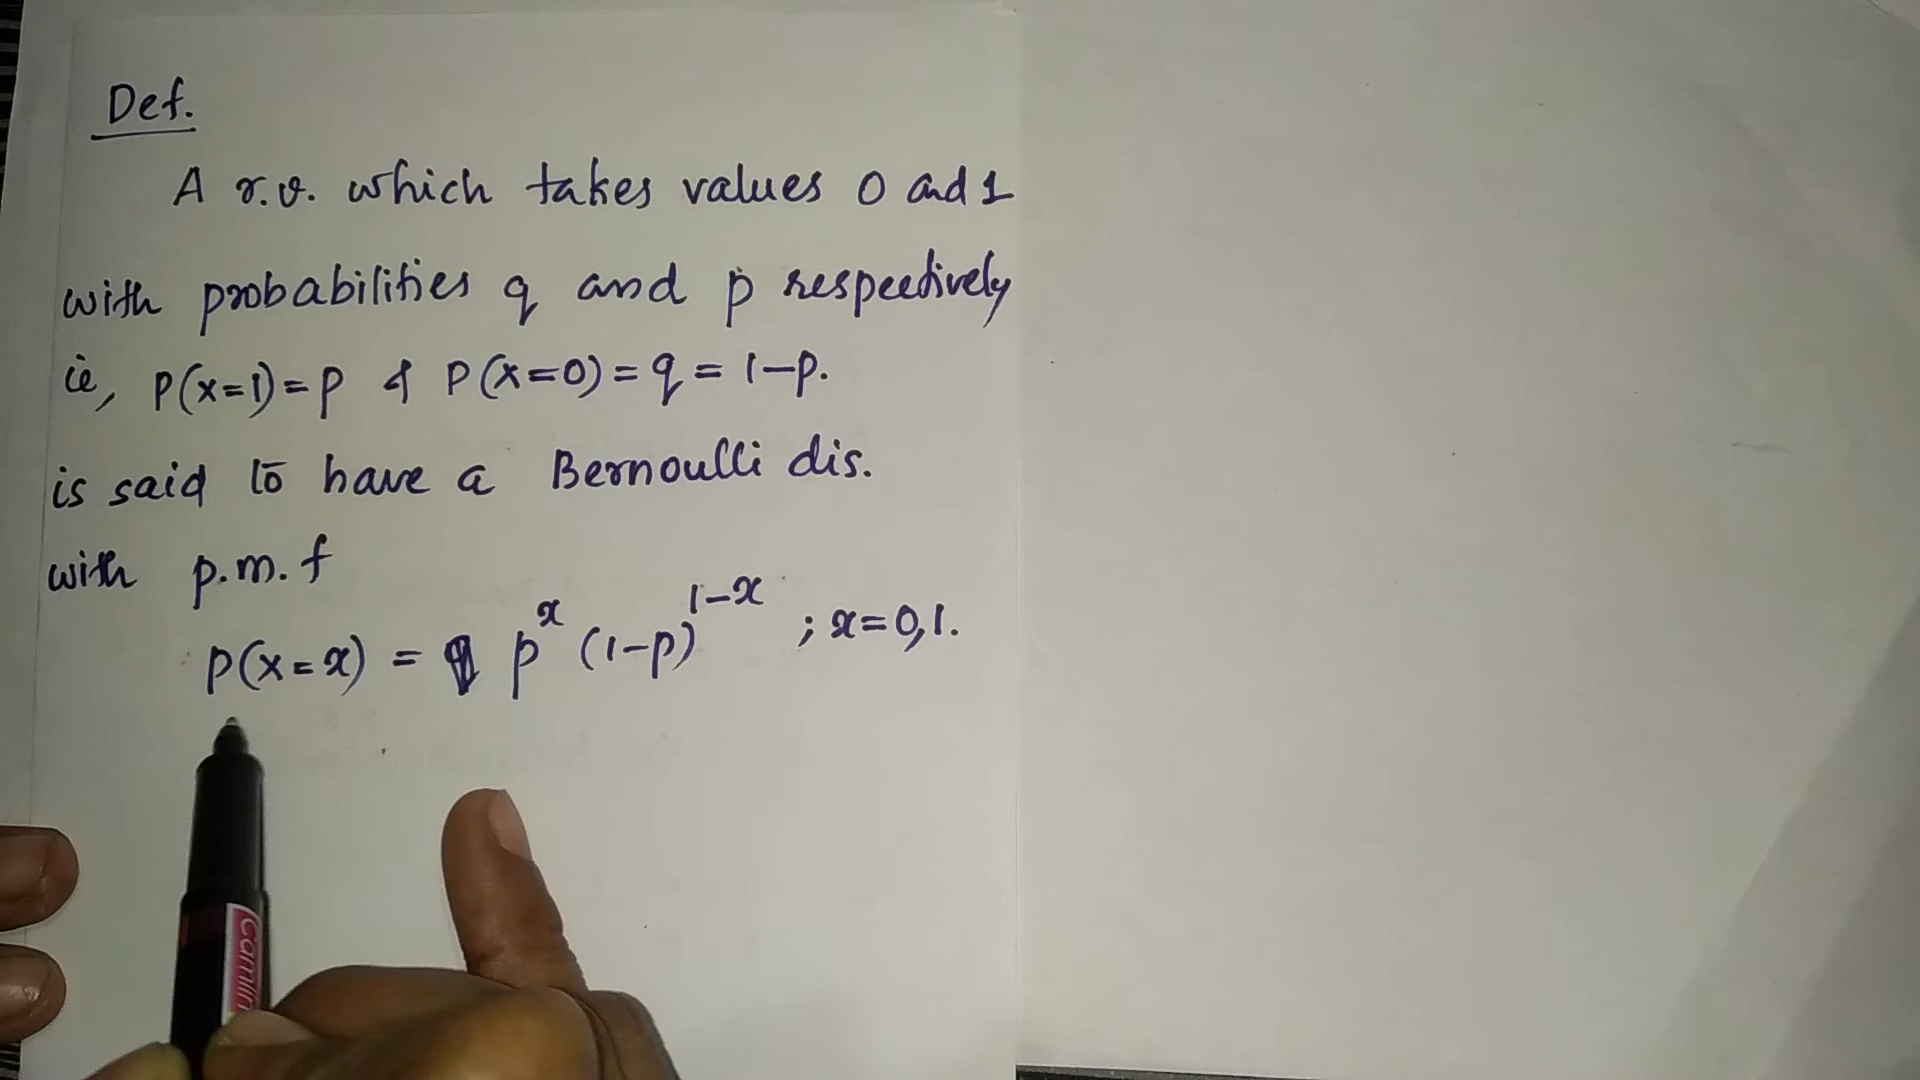 Def.
A r.v. which takes values 0 and 1
with probabilities q and p respectively
ie, P(x=1)=p & P(x=0)=q=1-p.
is said to have a Bernoulli dis.
with p.m.f
p(x=x) = p^x (1-p)^{1-x} ; x=0,1.
Camlin